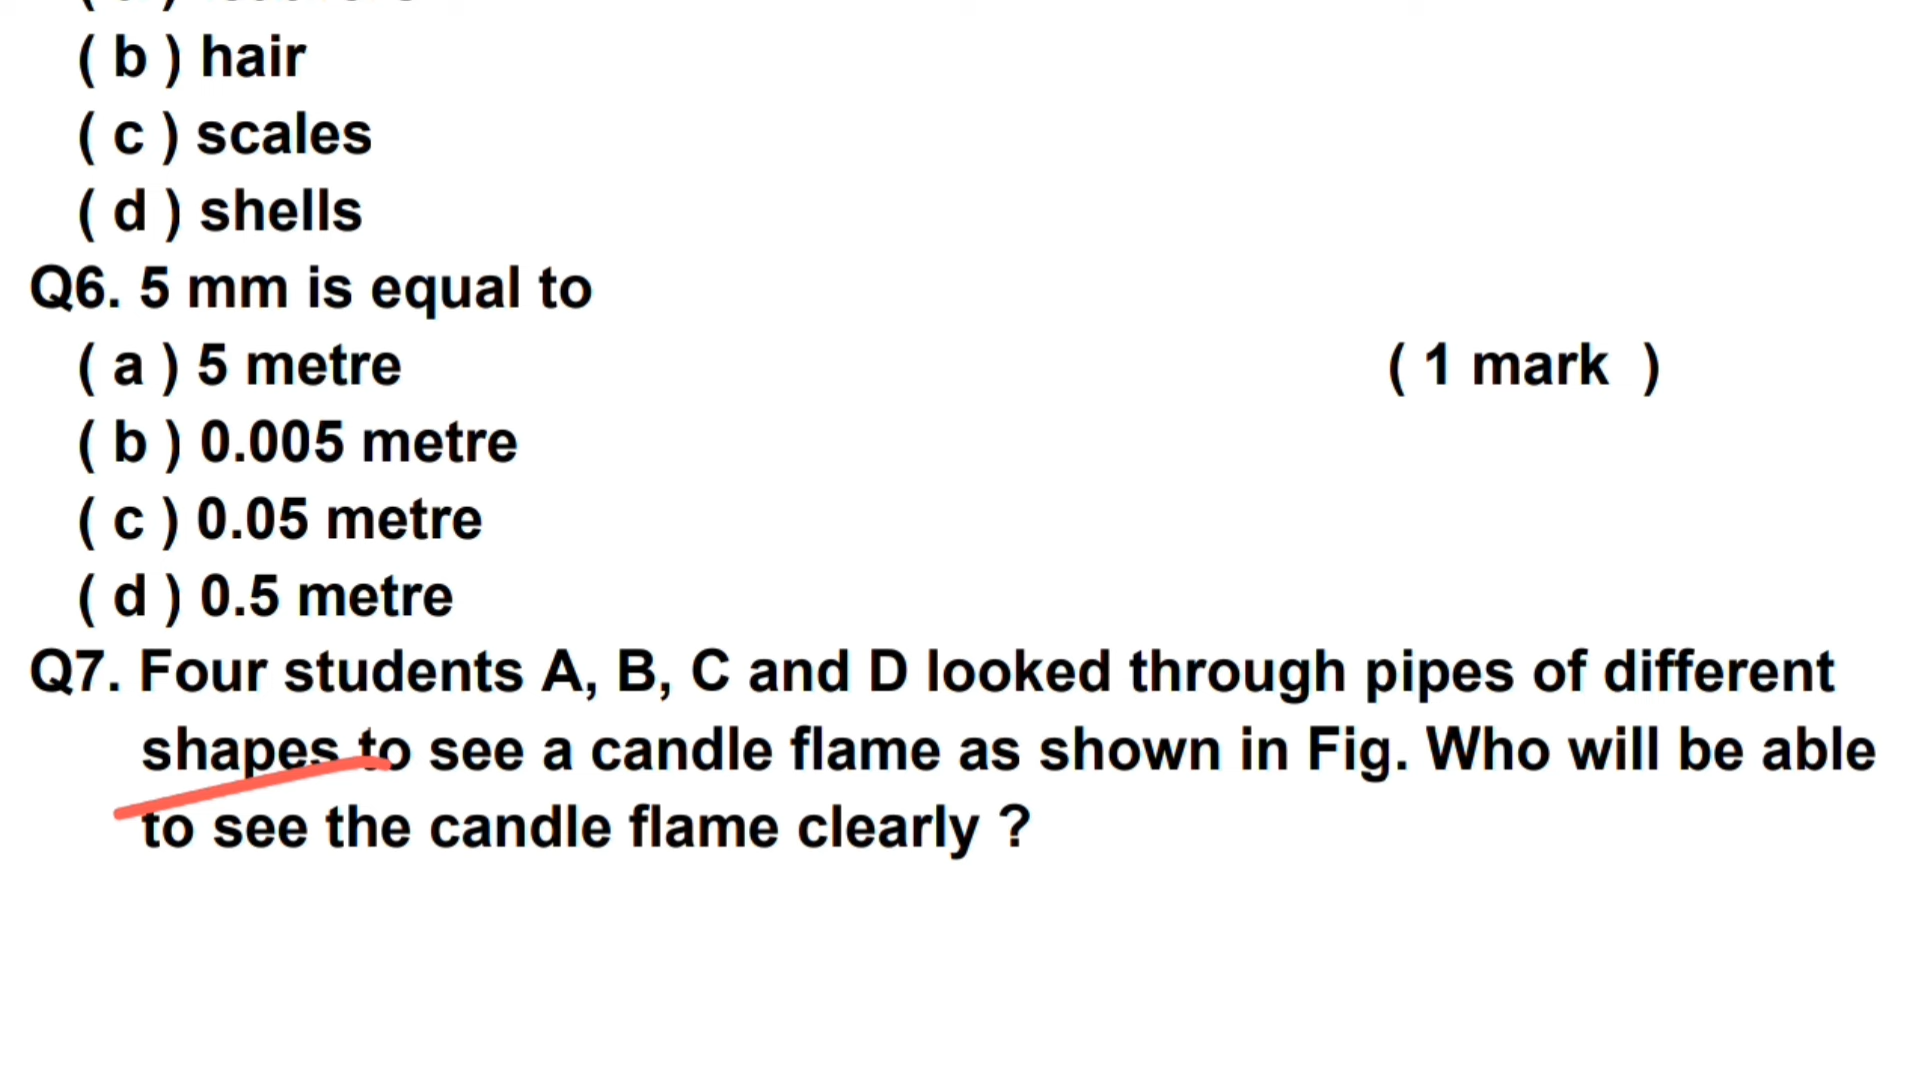 ( b ) hair
( c ) scales
( d ) shells
Q6. 5 mm is equal to
( a ) 5 metre ( 1 mark )
( b ) 0.005 metre
( c ) 0.05 metre
( d ) 0.5 metre
Q7. Four students A, B, C and D looked through pipes of different
shapes to see a candle flame as shown in Fig. Who will be able
to see the candle flame clearly ?